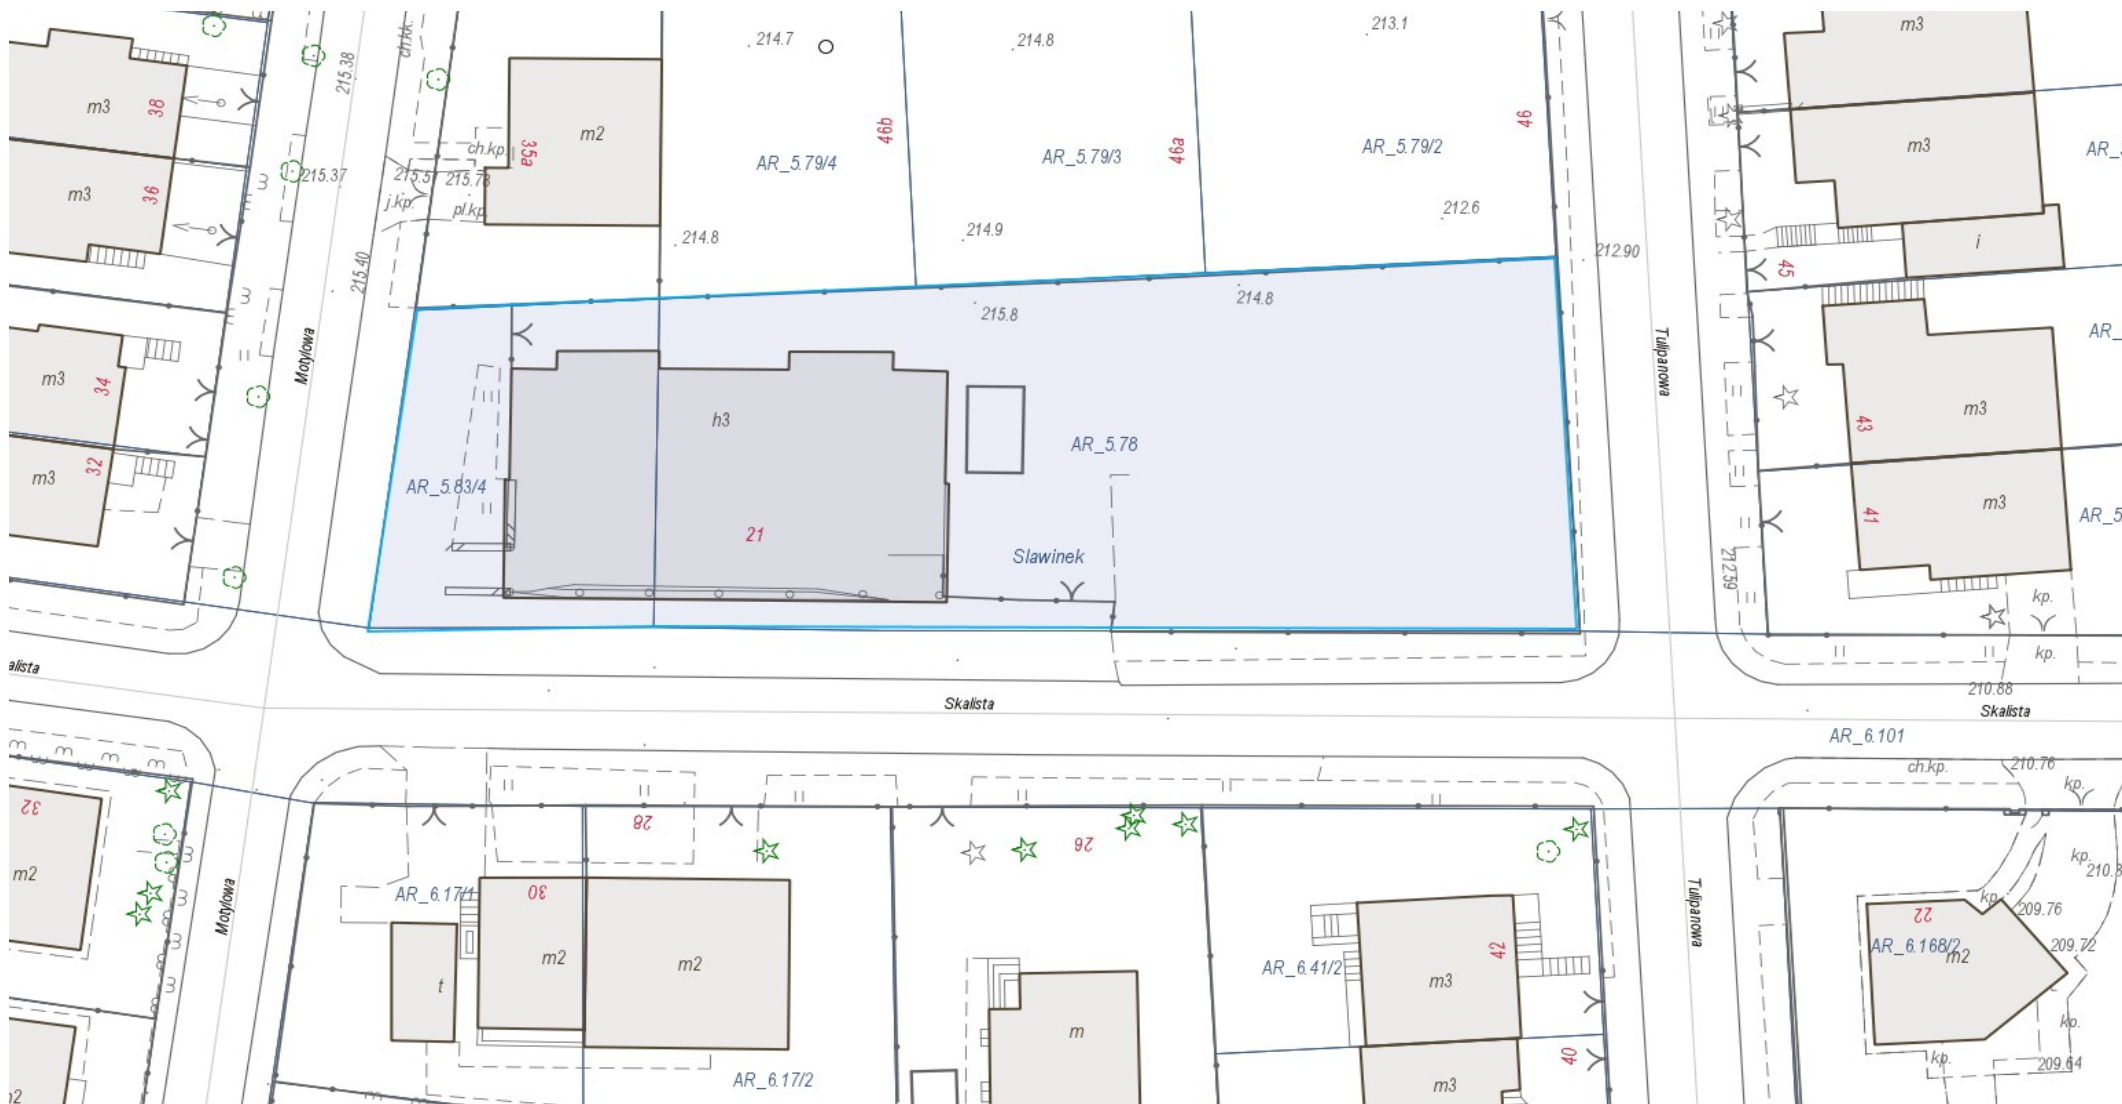 ch.kk.
214.7
214.8
213.1
m3
215.38
m3
38
m2
46b
46
m3
35a
ch.kp.
46a
AR_5.79/4
AR_5.79/3
AR_5.79/2
m3
36
215.37
215.78
j.kp.
pl.kp.
214.8
214.9
212.6
212.90
i
45
215.40
215.8
214.8
Motylowa
Tulipanowa
m3
34
h3
AR_5.78
43
m3
32
m3
AR_5.83/4
21
41
m3
Slawinek
212.59
kp.
kp.
alista
Skalista
210.88
Skalista
AR_6.101
ch.kp.
210.76
kp.
32
28
26
kp.
m2
AR_6.17/1
30
kp.
22
209.76
Motylowa
Tulipanowa
AR_6.168/2
209.72
m2
t
m2
m2
AR_6.41/2
42
m3
m
kp.
kp.
209.64
AR_6.17/2
40
m3